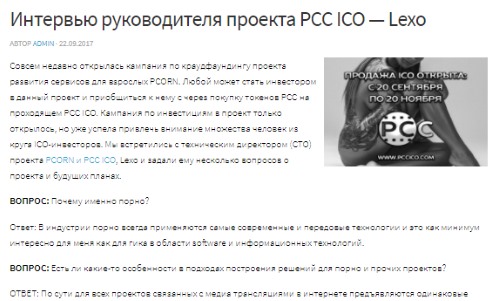 Интервью руководителя проекта PCC ICO — Lexo
АВТОР ADMIN · 22.09.2017
Совсем недавно открылась кампания по краудфандингу проекта
развития сервисов для взрослых PCORN. Любой может стать инвестором
в данный проект и приобщиться к нему с через покупку токенов PCC на
проходящем PCC ICO. Кампания по инвестициям в проект только
открылось, но уже успела привлечь внимание множества человек из
круга ICO-инвесторов. Мы встретились с техническим директором (CTO)
проекта PCORN и PCC ICO, Lexo и задали ему несколько вопросов о
проекта и будущих планах.
ПРОДАЖА ICO ОТКРЫТА:
С 20 СЕНТЯБРЯ
ПО 20 НОЯБРЯ
PCC
WWW.PCCICO.COM
ВОПРОС: Почему именно порно?
Ответ: В индустрии порно всегда применяются самые современные и передовые технологии и это как минимум
интересно для меня как для гика в области software и информационных технологий.
ВОПРОС: Есть ли какие-то особенности в подходах построения решений для порно и прочих проектов?
ОТВЕТ: По сути для всех проектов связанных с медиа трансляциями в интернете предъявляются одинаковые